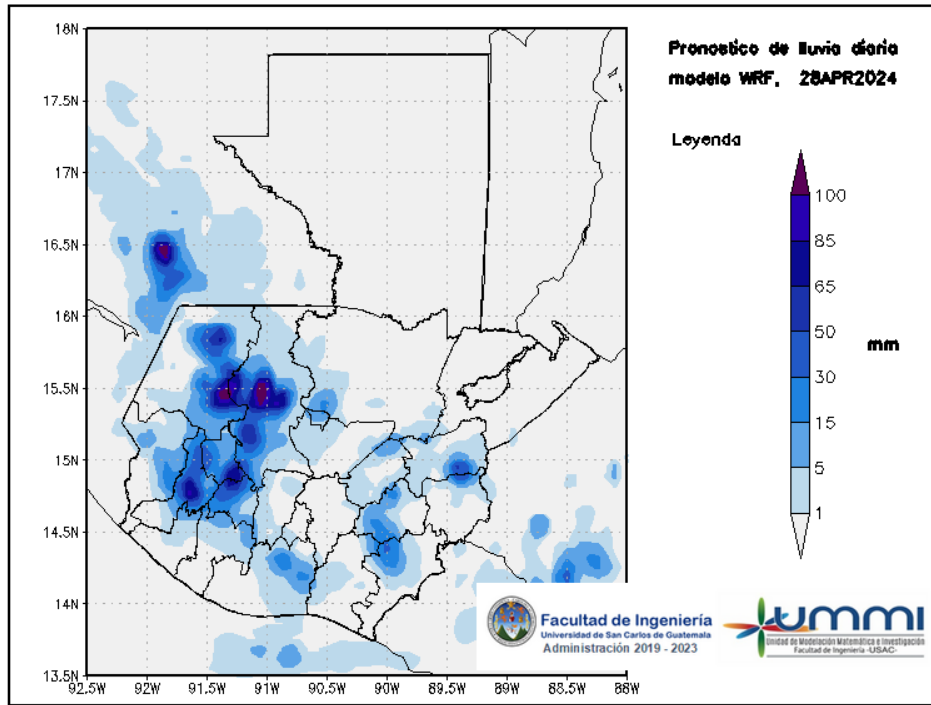 Pronostico de lluvia diaria
modelo WRF, 28APR2024
Leyenda
100
85
65
50
30
15
5
1
mm
18N
17.5N
17N
16.5N
16N
15.5N
15N
14.5N
14N
13.5N
92.5W
92W
91.5W
91W
90.5W
90W
89.5W
89W
88.5W
88W
Facultad de Ingeniería
Universidad de San Carlos de Guatemala
Administración 2019 - 2023
ummi
Unidad de Modelación Matemática e Investigación
Facultad de Ingeniería -USAC-